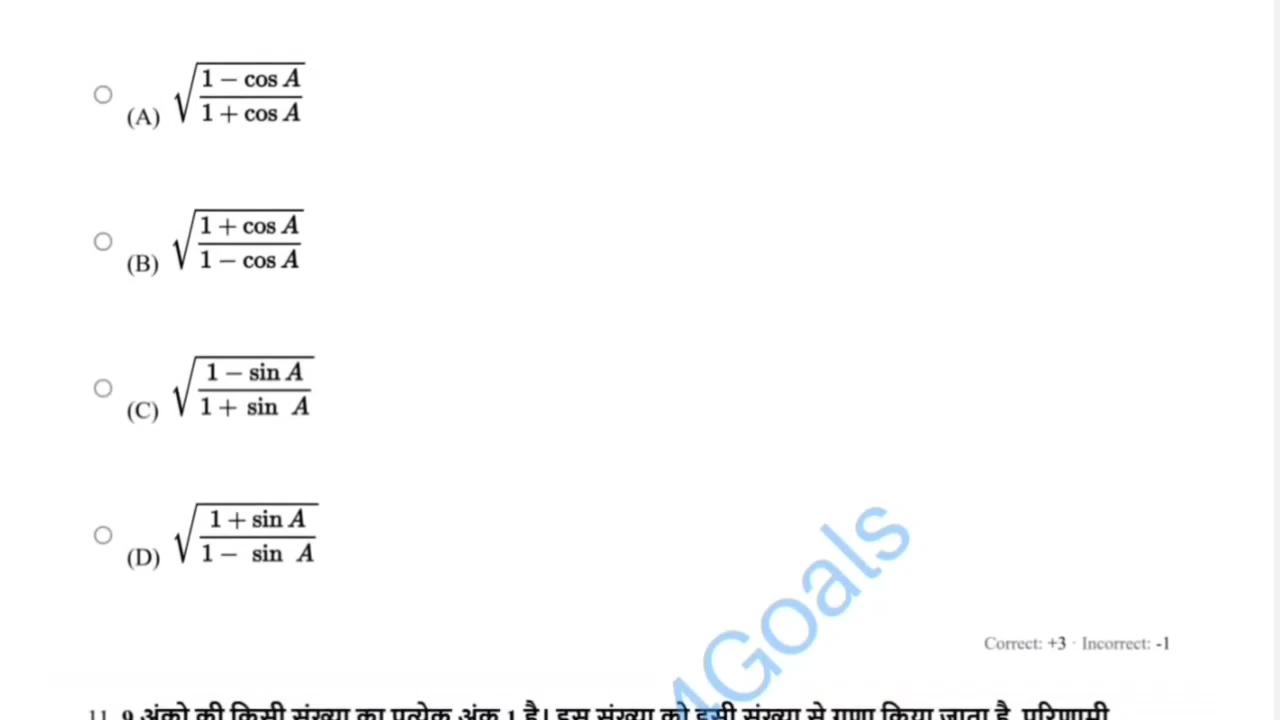 (A) √((1 − cos A)/(1 + cos A))
(B) √((1 + cos A)/(1 − cos A))
(C) √((1 − sin A)/(1 + sin A))
(D) √((1 + sin A)/(1 − sin A))
4Goals
Correct: +3 · Incorrect: -1
11. 9 अंको की किसी संख्या का प्रत्येक अंक 1 है। इस संख्या को इसी संख्या से गुणा किया जाता है, परिणामी